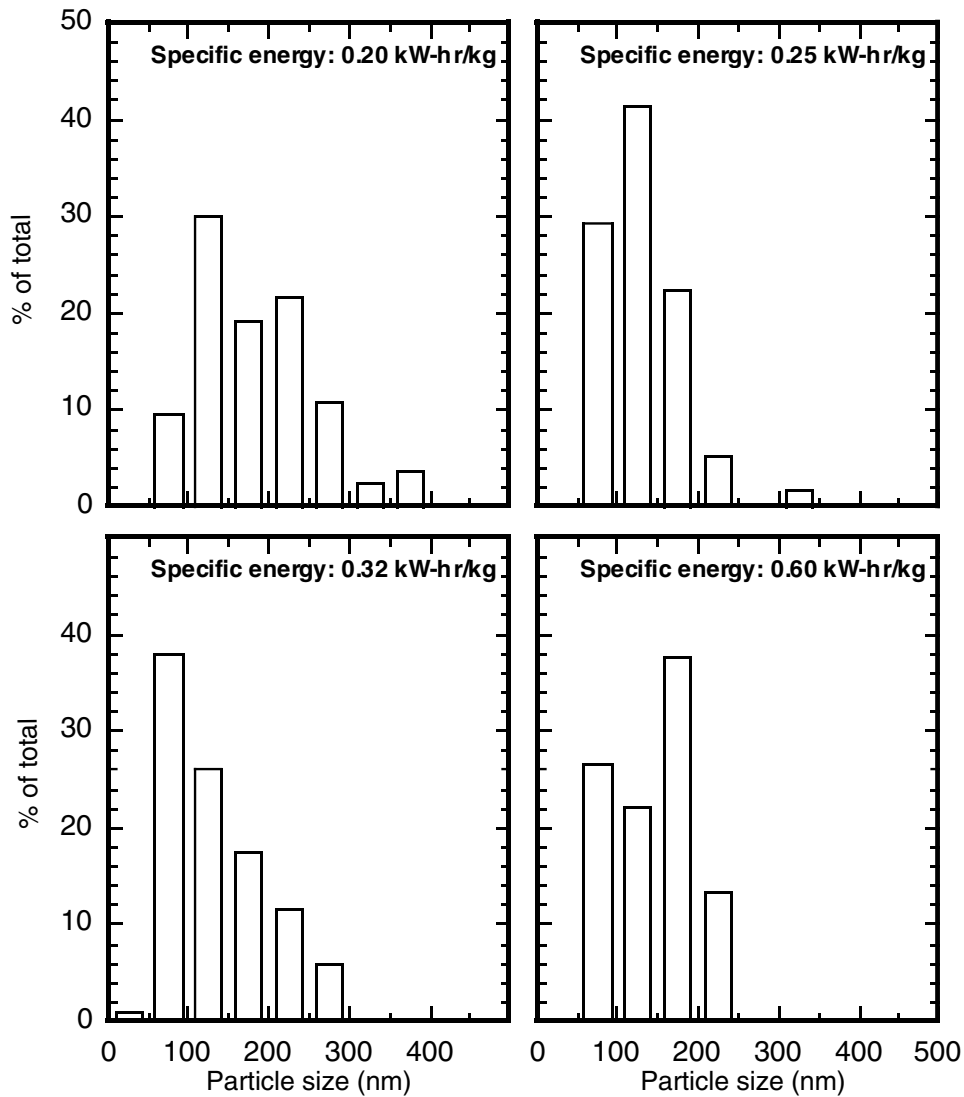 50
40
30
20
10
0
% of total
Specific energy: 0.20 kW-hr/kg
Specific energy: 0.25 kW-hr/kg
40
30
20
10
0
% of total
Specific energy: 0.32 kW-hr/kg
Specific energy: 0.60 kW-hr/kg
0 100 200 300 400
0 100 200 300 400 500
Particle size (nm)
Particle size (nm)